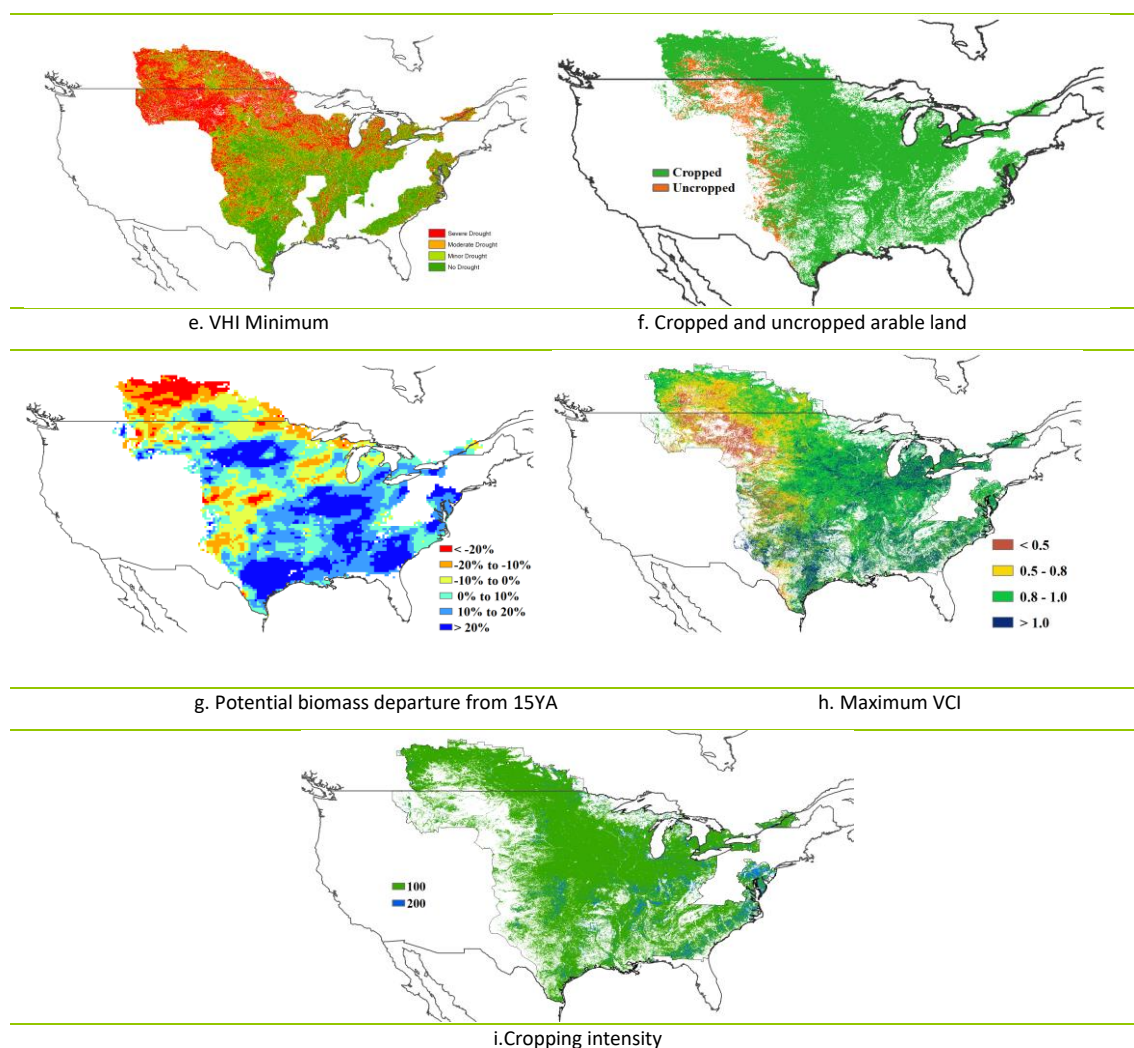 Severe Drought
Moderate Drought
Minor Drought
No Drought
Cropped
Uncropped
e. VHI Minimum
f. Cropped and uncropped arable land
< -20%
-20% to -10%
-10% to 0%
0% to 10%
10% to 20%
> 20%
< 0.5
0.5 - 0.8
0.8 - 1.0
> 1.0
g. Potential biomass departure from 15YA
h. Maximum VCI
100
200
i.Cropping intensity